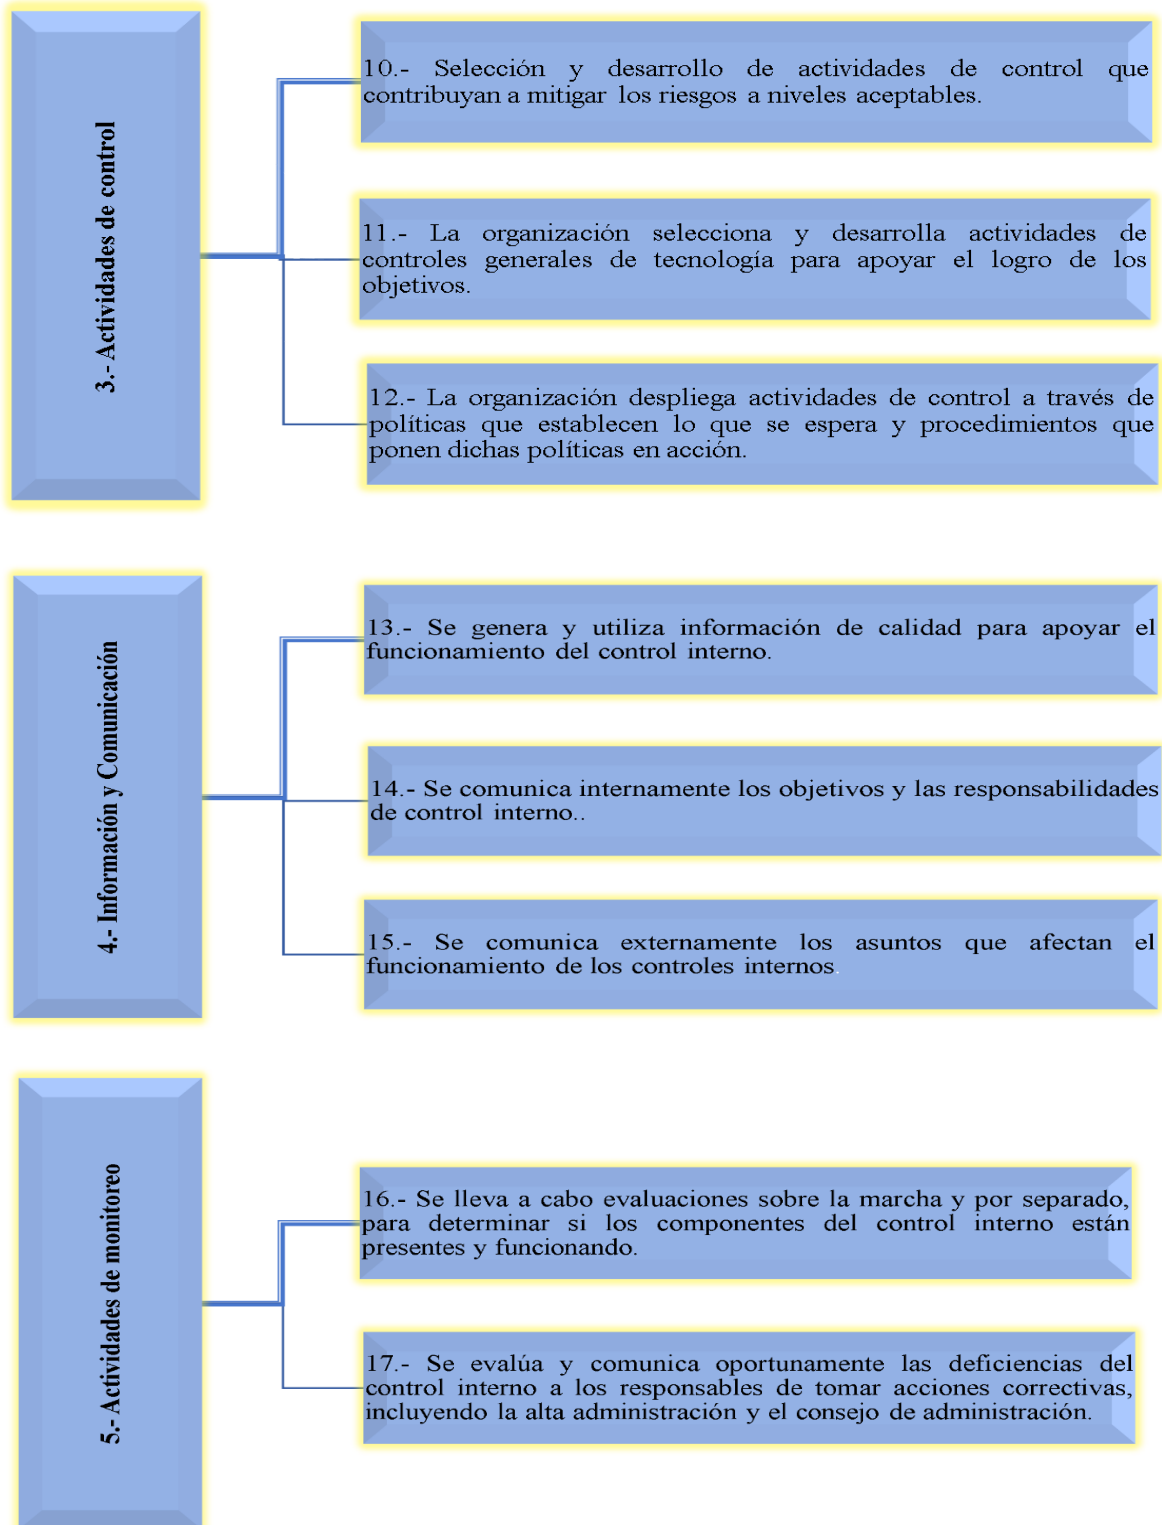 3.- Actividades de control
10.- Selección y desarrollo de actividades de control que
contribuyan a mitigar los riesgos a niveles aceptables.
11.- La organización selecciona y desarrolla actividades de
controles generales de tecnología para apoyar el logro de los
objetivos.
12.- La organización despliega actividades de control a través de
políticas que establecen lo que se espera y procedimientos que
ponen dichas políticas en acción.
4.- Información y Comunicación
13.- Se genera y utiliza información de calidad para apoyar el
funcionamiento del control interno.
14.- Se comunica internamente los objetivos y las responsabilidades
de control interno..
15.- Se comunica externamente los asuntos que afectan el
funcionamiento de los controles internos.
5.- Actividades de monitoreo
16.- Se lleva a cabo evaluaciones sobre la marcha y por separado,
para determinar si los componentes del control interno están
presentes y funcionando.
17.- Se evalúa y comunica oportunamente las deficiencias del
control interno a los responsables de tomar acciones correctivas,
incluyendo la alta administración y el consejo de administración.